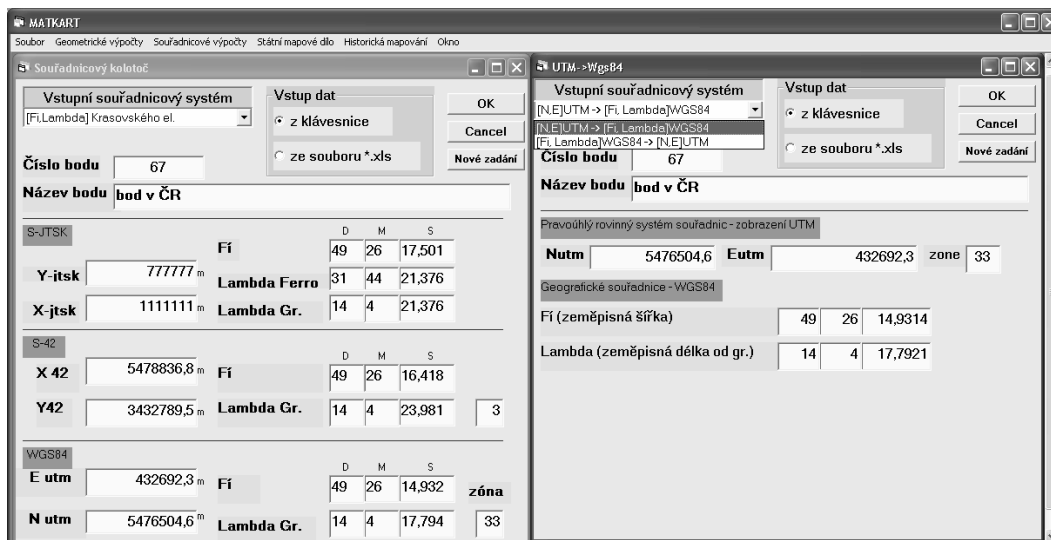 MATKART
Soubor Geometrické výpočty Souřadnicové výpočty Státní mapové dílo Historická mapování Okno
Souřadnicový kolotoč
Vstupní souřadnicový systém
[Fi,Lambda] Krasovského el.
Vstup dat
z klávesnice
ze souboru *.xls
OK
Cancel
Nové zadání
Číslo bodu 67
Název bodu bod v ČR
S-JTSK
D M S
Fí 49 26 17,501
Y-jtsk 777777 m Lambda Ferro 31 44 21,376
X-jtsk 1111111 m Lambda Gr. 14 4 21,376
S-42
D M S
X 42 5478836,8 m Fí 49 26 16,418
Y42 3432789,5 m Lambda Gr. 14 4 23,981 3
WGS84
D M S
E utm 432692,3 m Fí 49 26 14,932 zóna
N utm 5476504,6 m Lambda Gr. 14 4 17,794 33
UTM->Wgs84
Vstupní souřadnicový systém
[N,E]UTM -> [Fi, Lambda]WGS84
[N,E]UTM -> [Fi, Lambda]WGS84
[Fi, Lambda]WGS84 -> [N,E]UTM
Vstup dat
z klávesnice
ze souboru *.xls
OK
Cancel
Nové zadání
Číslo bodu 67
Název bodu bod v ČR
Pravoúhlý rovinný systém souřadnic - zobrazení UTM
Nutm 5476504,6 Eutm 432692,3 zone 33
Geografické souřadnice - WGS84
Fí (zeměpisná šířka) 49 26 14,9314
Lambda (zeměpisná délka od gr.) 14 4 17,7921